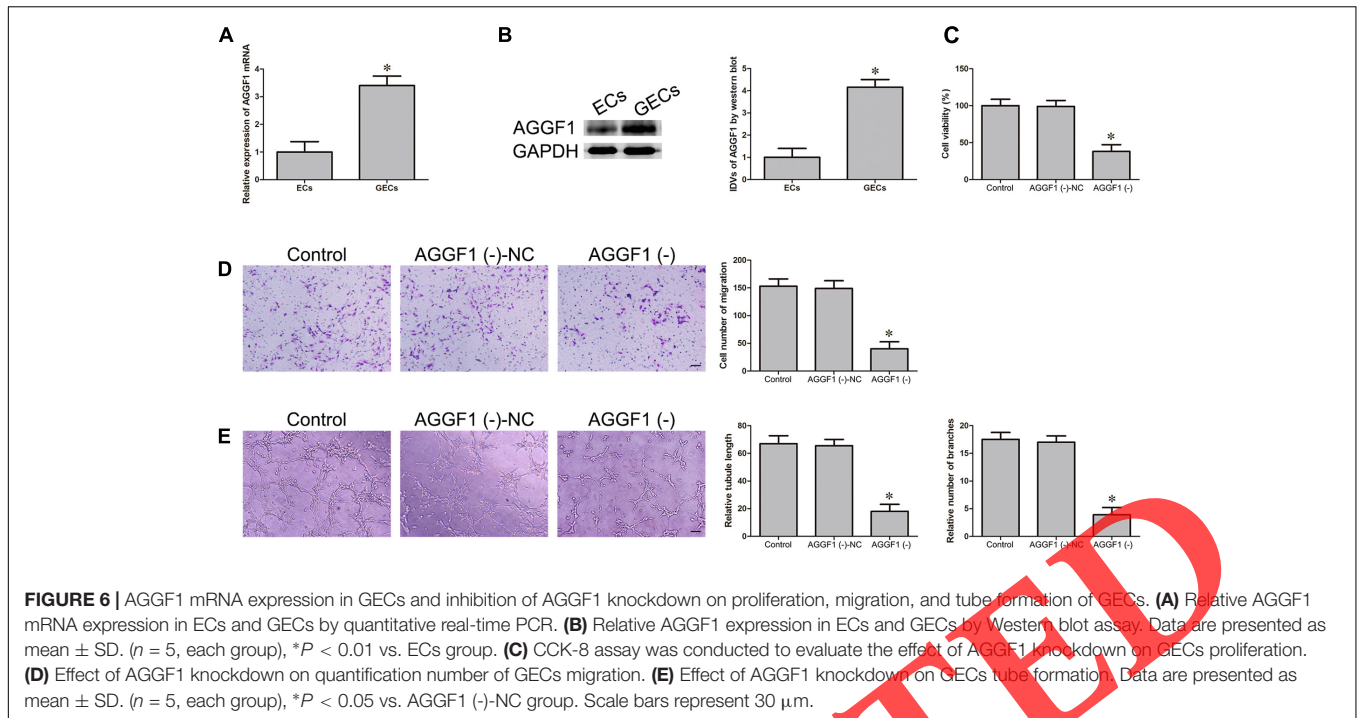 A
Relative expression of AGGF1 mRNA
4
3
2
1
0
*
ECs
GECs
B
ECs
GECs
AGGF1
GAPDH
IDVs of AGGF1 by western blot
5
4
3
2
1
0
*
ECs
GECs
C
Cell viability (%)
150
100
50
0
*
Control
AGGF1 (-)-NC
AGGF1 (-)
D
Control
AGGF1 (-)-NC
AGGF1 (-)
Cell number of migration
200
150
100
50
0
*
Control
AGGF1 (-)-NC
AGGF1 (-)
E
Control
AGGF1 (-)-NC
AGGF1 (-)
Relative tubule length
80
60
40
20
0
*
Control
AGGF1 (-)-NC
AGGF1 (-)
Relative number of branches
20
15
10
5
0
*
Control
AGGF1 (-)-NC
AGGF1 (-)
FIGURE 6 | AGGF1 mRNA expression in GECs and inhibition of AGGF1 knockdown on proliferation, migration, and tube formation of GECs. (A) Relative AGGF1
mRNA expression in ECs and GECs by quantitative real-time PCR. (B) Relative AGGF1 expression in ECs and GECs by Western blot assay. Data are presented as
mean ± SD. (n = 5, each group), *P < 0.01 vs. ECs group. (C) CCK-8 assay was conducted to evaluate the effect of AGGF1 knockdown on GECs proliferation.
(D) Effect of AGGF1 knockdown on quantification number of GECs migration. (E) Effect of AGGF1 knockdown on GECs tube formation. Data are presented as
mean ± SD. (n = 5, each group), *P < 0.05 vs. AGGF1 (-)-NC group. Scale bars represent 30 μm.
TED